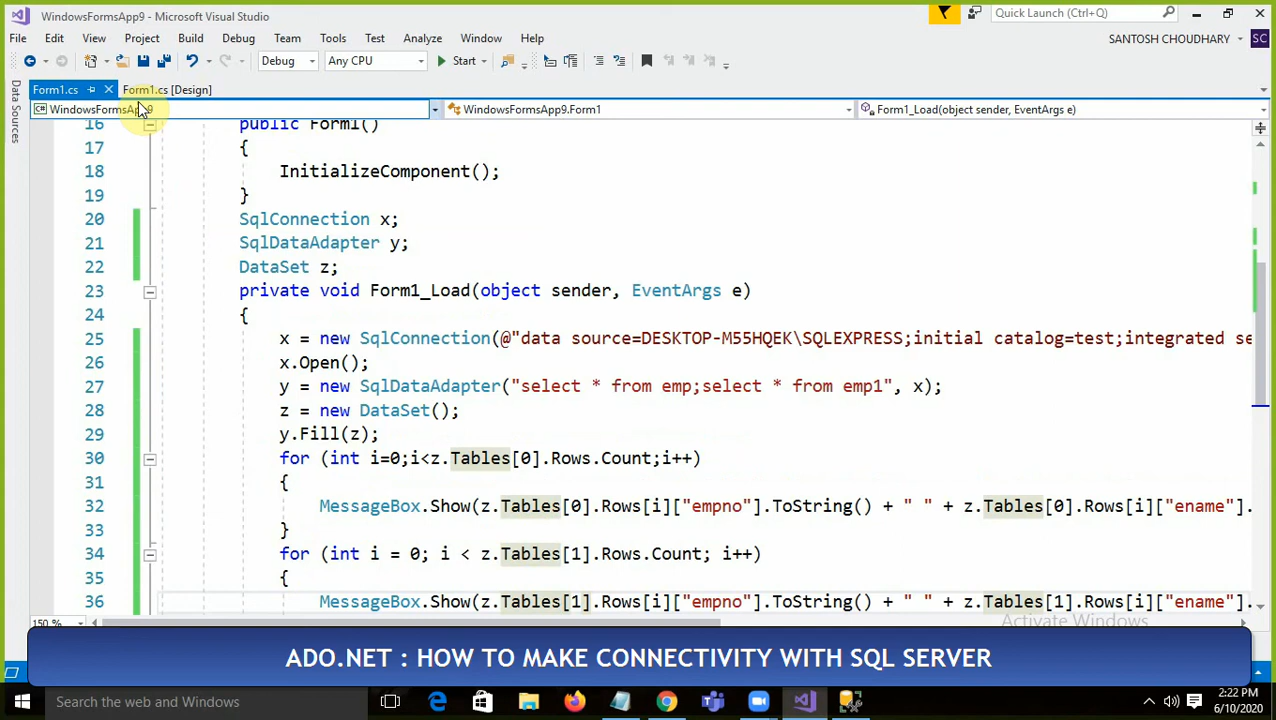 WindowsFormsApp9 - Microsoft Visual Studio
Quick Launch (Ctrl+Q)
File Edit View Project Build Debug Team Tools Test Analyze Window Help
SANTOSH CHOUDHARY SC
Debug Any CPU Start
Data Sources
Form1.cs Form1.cs [Design]
C# WindowsFormsApp9 WindowsFormsApp9.Form1 Form1_Load(object sender, EventArgs e)
16 public Form1()
17 {
18 InitializeComponent();
19 }
20 SqlConnection x;
21 SqlDataAdapter y;
22 DataSet z;
23 private void Form1_Load(object sender, EventArgs e)
24 {
25 x = new SqlConnection(@"data source=DESKTOP-M55HQEK\SQLEXPRESS;initial catalog=test;integrated se
26 x.Open();
27 y = new SqlDataAdapter("select * from emp;select * from emp1", x);
28 z = new DataSet();
29 y.Fill(z);
30 for (int i=0;i<z.Tables[0].Rows.Count;i++)
31 {
32 MessageBox.Show(z.Tables[0].Rows[i]["empno"].ToString() + " " + z.Tables[0].Rows[i]["ename"].
33 }
34 for (int i = 0; i < z.Tables[1].Rows.Count; i++)
35 {
36 MessageBox.Show(z.Tables[1].Rows[i]["empno"].ToString() + " " + z.Tables[1].Rows[i]["ename"].
150 %
Activate Windows
ADO.NET : HOW TO MAKE CONNECTIVITY WITH SQL SERVER
Search the web and Windows
2:22 PM
6/10/2020